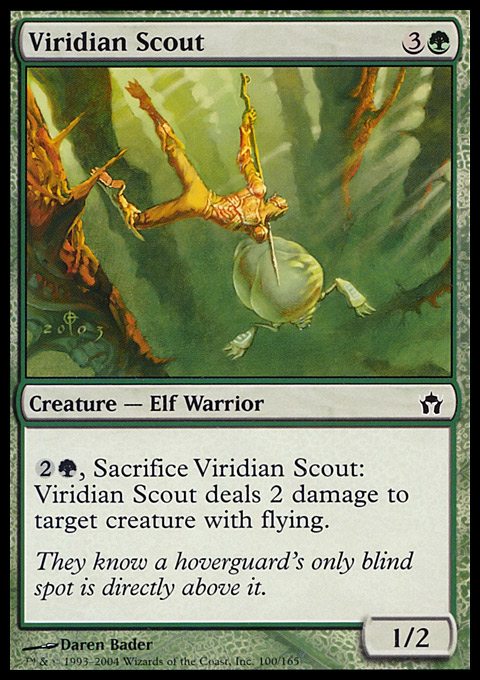 Viridian Scout 3
2003
Creature — Elf Warrior
2, Sacrifice Viridian Scout:
Viridian Scout deals 2 damage to
target creature with flying.
They know a hoverguard's only blind
spot is directly above it.
Daren Bader
1/2
™ & © 1993–2004 Wizards of the Coast, Inc. 100/165